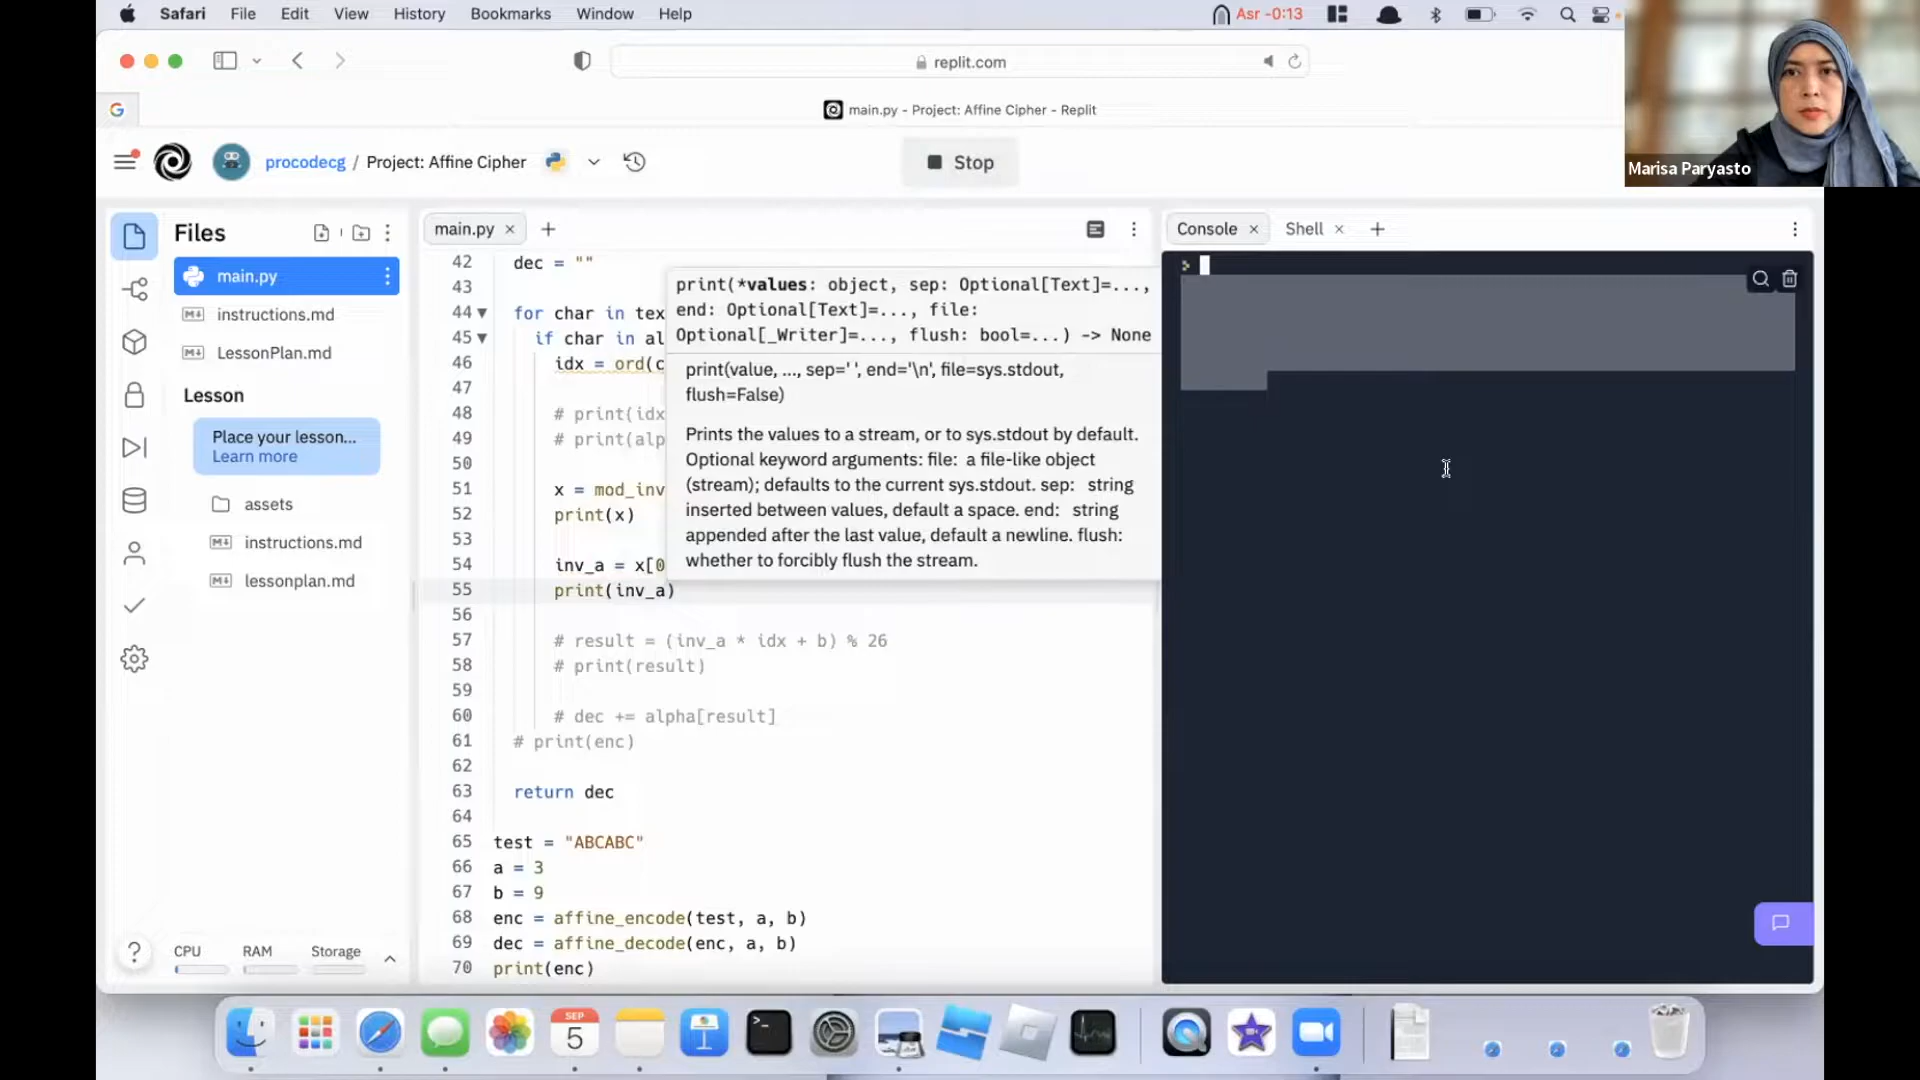 Safari File Edit View History Bookmarks Window Help
Asr -0:13
replit.com
G
main.py - Project: Affine Cipher - Replit
procodecg / Project: Affine Cipher
Stop
Marisa Paryasto
Files
main.py
instructions.md
LessonPlan.md
Lesson
Place your lesson...
Learn more
assets
instructions.md
lessonplan.md
CPU RAM Storage
main.py
42 dec = ""
43
44 for char in tex
45 if char in al
46 idx = ord(c
47
48 # print(idx
49 # print(alp
50
51 x = mod_inv
52 print(x)
53
54 inv_a = x[0
55 print(inv_a)
56
57 # result = (inv_a * idx + b) % 26
58 # print(result)
59
60 # dec += alpha[result]
61 # print(enc)
62
63 return dec
64
65 test = "ABCABC"
66 a = 3
67 b = 9
68 enc = affine_encode(test, a, b)
69 dec = affine_decode(enc, a, b)
70 print(enc)
print(*values: object, sep: Optional[Text]=...,
end: Optional[Text]=..., file:
Optional[_Writer]=..., flush: bool=...) -> None
print(value, ..., sep=' ', end='\n', file=sys.stdout,
flush=False)
Prints the values to a stream, or to sys.stdout by default.
Optional keyword arguments: file: a file-like object
(stream); defaults to the current sys.stdout. sep: string
inserted between values, default a space. end: string
appended after the last value, default a newline. flush:
whether to forcibly flush the stream.
Console Shell
SEP
5